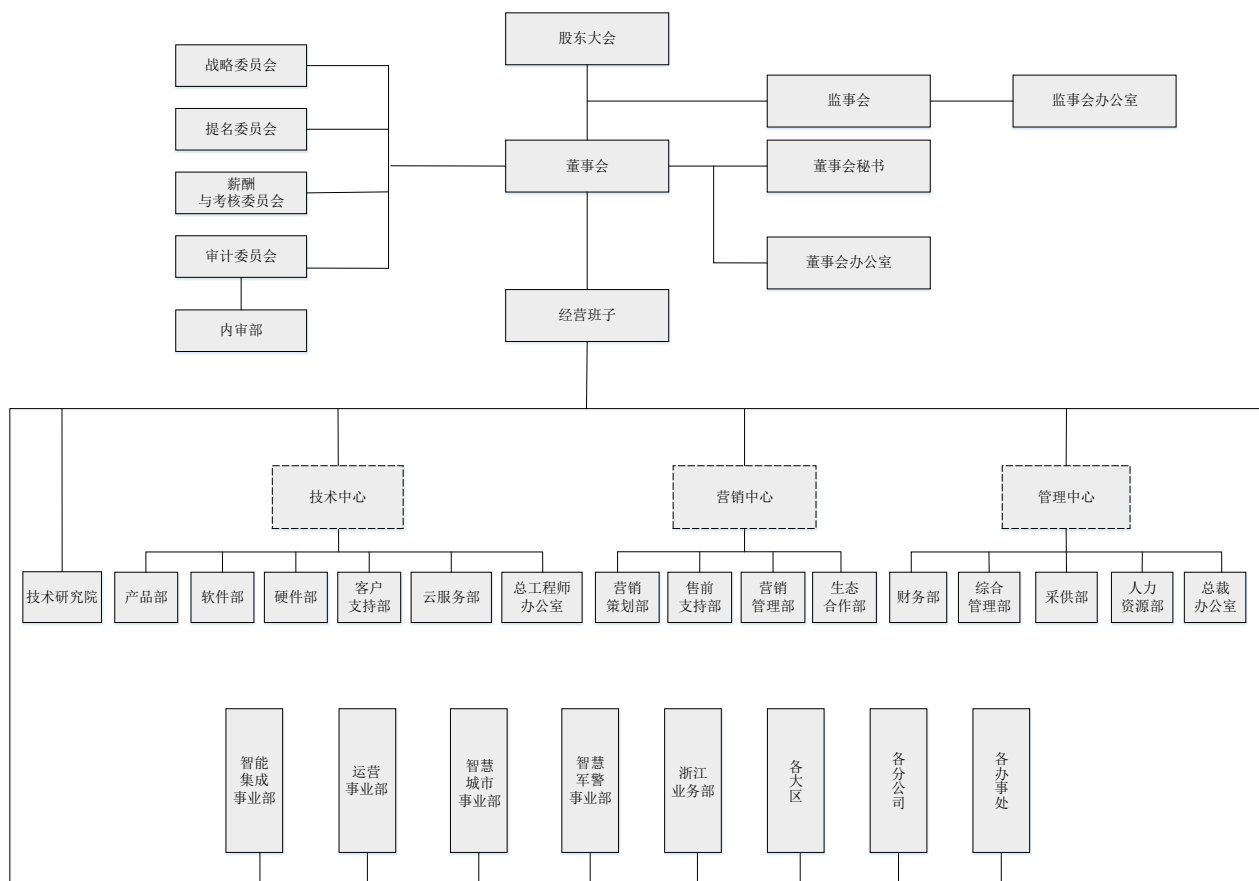 股东大会
战略委员会
监事会
监事会办公室
提名委员会
董事会
董事会秘书
薪酬
与考核委员会
审计委员会
董事会办公室
经营班子
内审部
技术中心
营销中心
管理中心
技术研究院
产品部
软件部
硬件部
客户
支持部
云服务部
总工程师
办公室
营销
策划部
售前
支持部
营销
管理部
生态
合作部
财务部
综合
管理部
采供部
人力
资源部
总裁
办公室
智能
集成
事业部
运营
事业部
智慧
城市
事业部
智慧
军警
事业部
浙江
业务部
各大区
各分公司
各办事处